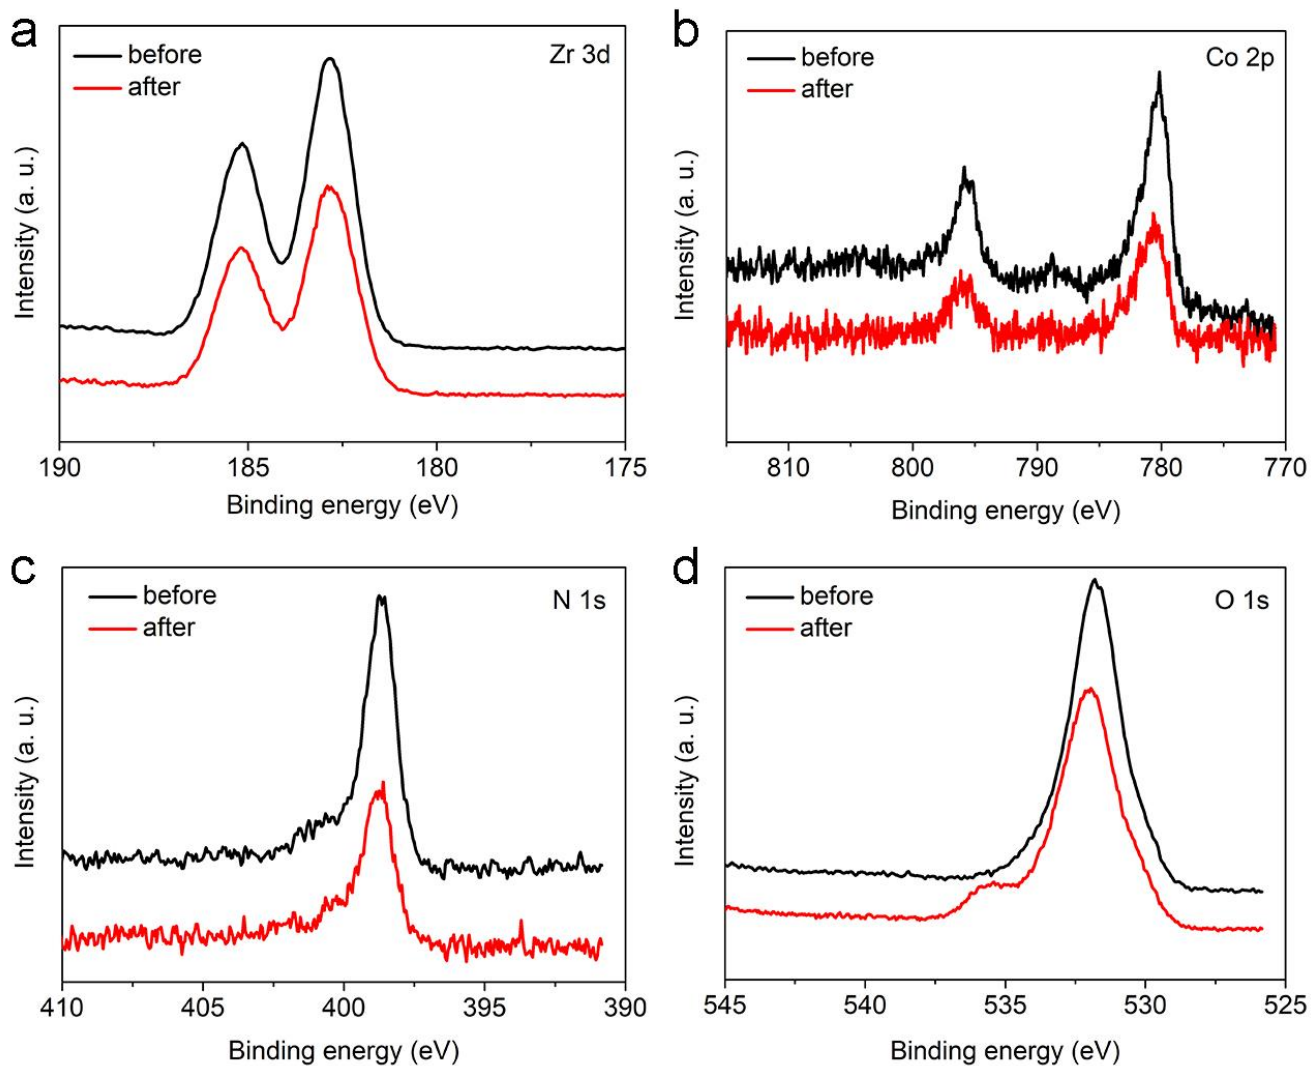 a
before
after
Zr 3d
Intensity (a. u.)
190 185 180 175
Binding energy (eV)
b
before
after
Co 2p
Intensity (a. u.)
810 800 790 780 770
Binding energy (eV)
c
before
after
N 1s
Intensity (a. u.)
410 405 400 395 390
Binding energy (eV)
d
before
after
O 1s
Intensity (a. u.)
545 540 535 530 525
Binding energy (eV)